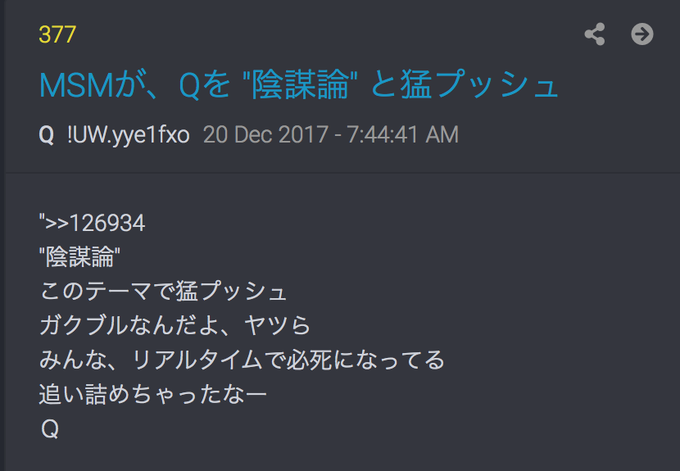 377
MSMが、Qを "陰謀論" と猛プッシュ
Q !UW.yye1fxo 20 Dec 2017 - 7:44:41 AM
">>126934
"陰謀論"
このテーマで猛プッシュ
ガクブルなんだよ、ヤツら
みんな、リアルタイムで必死になってる
追い詰めちゃったなー
Q